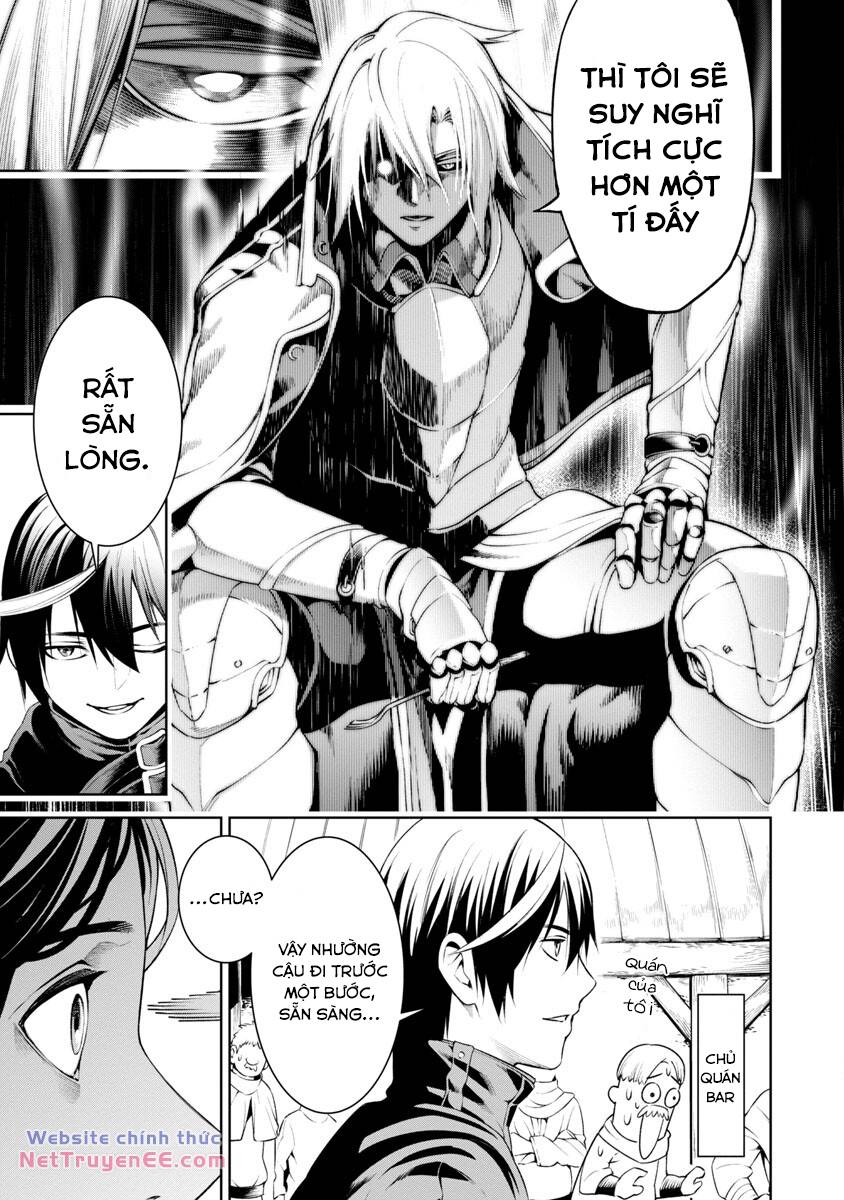 THÌ TÔI SẼ
SUY NGHĨ
TÍCH CỰC
HƠN MỘT
TÍ ĐẤY
RẤT
SẴN
LÒNG.
VẬY NHƯỜNG
CẬU ĐI TRƯỚC
MỘT BƯỚC,
SẴN SÀNG...
...CHƯA?
Quán
của
tôi
CHỦ
QUÁN
BAR
Website chính thức
NetTruyenEE.com